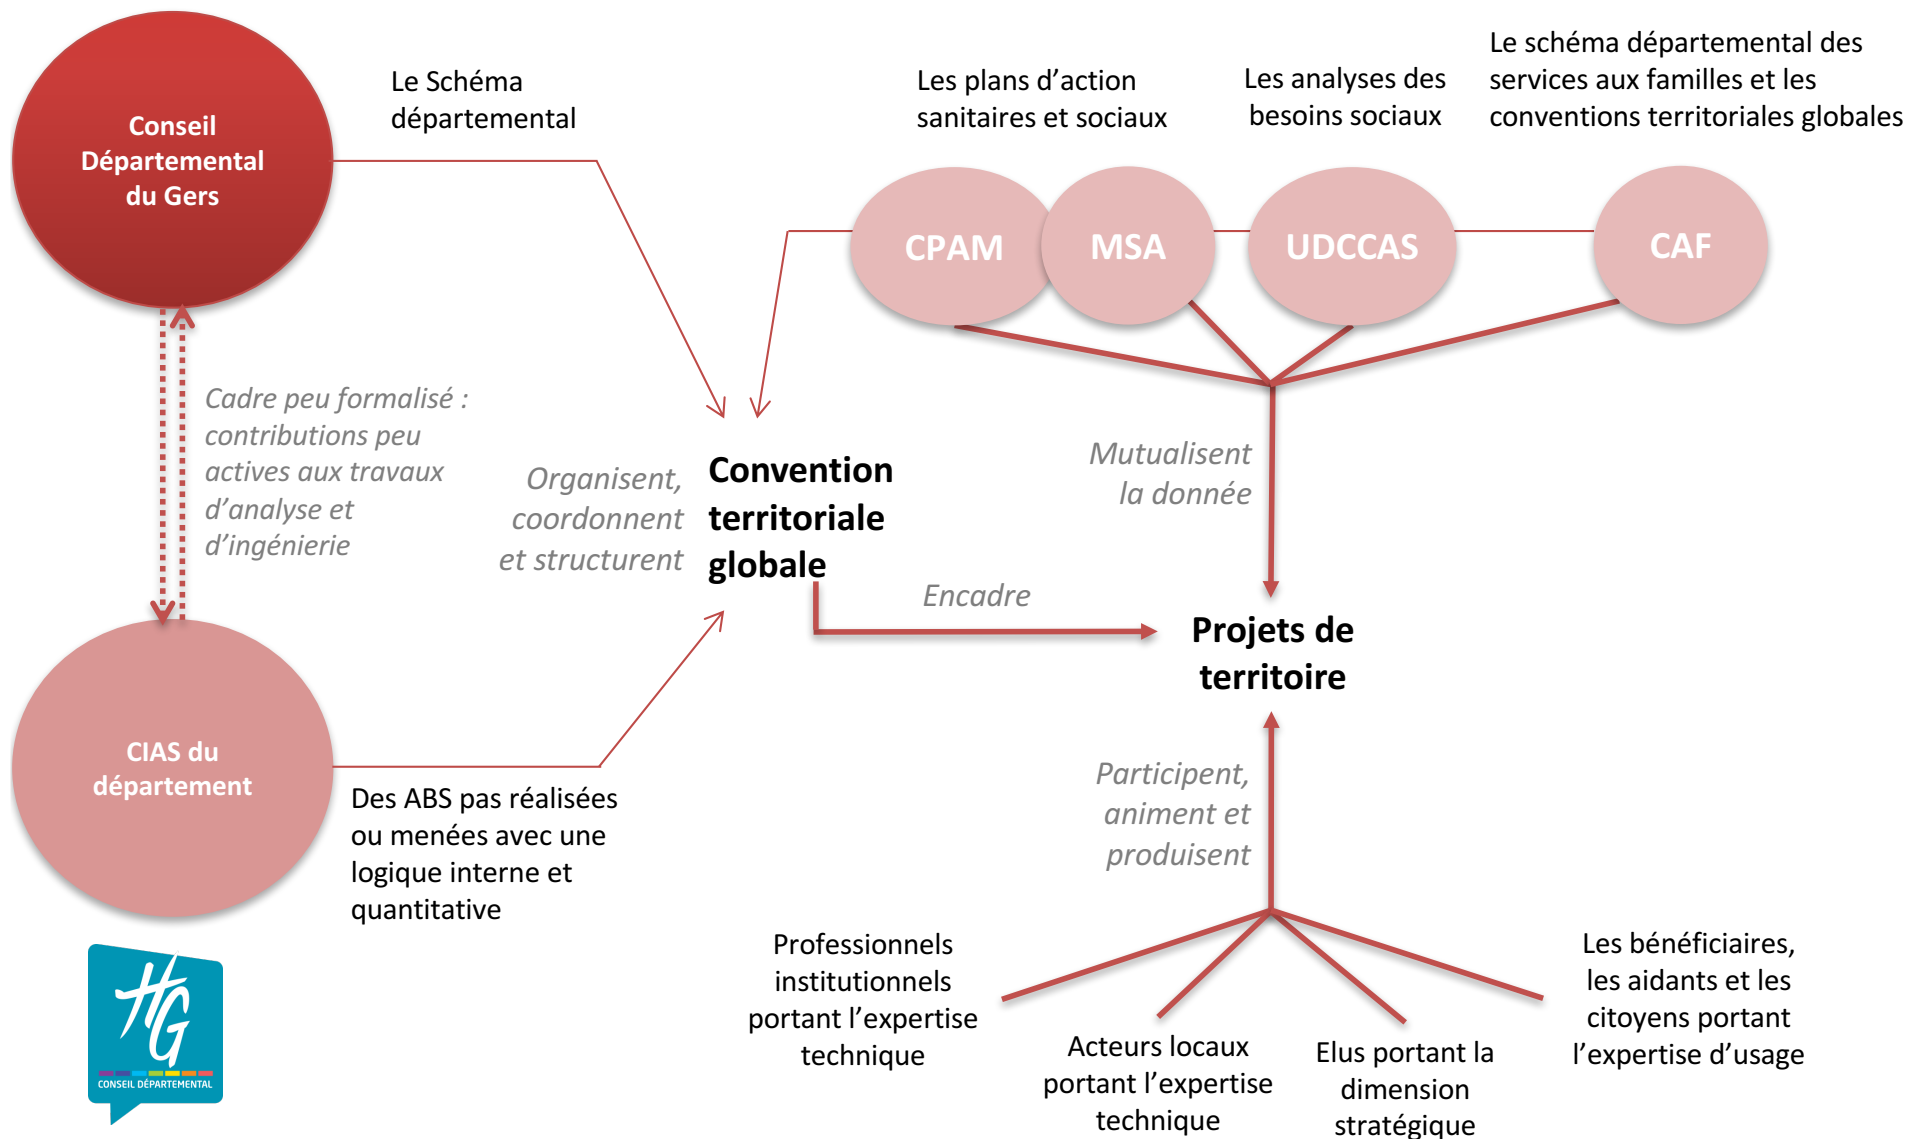 Conseil
Départemental
du Gers
Le Schéma
départemental
Les plans d’action
sanitaires et sociaux
Les analyses des
besoins sociaux
Le schéma départemental des
services aux familles et les
conventions territoriales globales
CPAM
MSA
UDCCAS
CAF
Cadre peu formalisé :
contributions peu
actives aux travaux
d’analyse et
d’ingénierie
Organisent,
coordonnent
et structurent
Convention
territoriale
globale
Mutualisent
la donnée
Encadre
Projets de
territoire
CIAS du
département
Des ABS pas réalisées
ou menées avec une
logique interne et
quantitative
Participent,
animent et
produisent
Professionnels
institutionnels
portant l’expertise
technique
Acteurs locaux
portant l’expertise
technique
Elus portant la
dimension
stratégique
Les bénéficiaires,
les aidants et les
citoyens portant
l’expertise d’usage
HG
CONSEIL DÉPARTEMENTAL